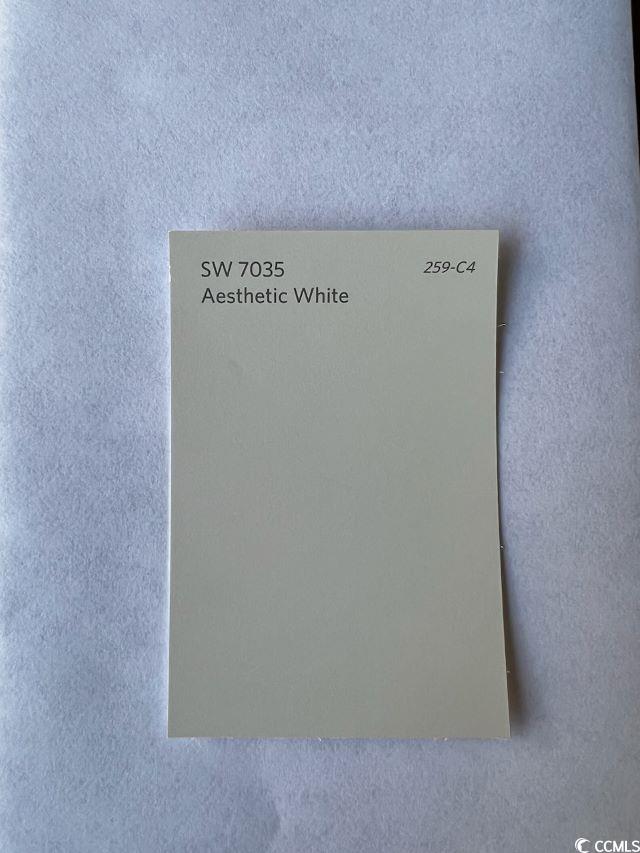 SW 7035 259-C4
Aesthetic White
CCMLS